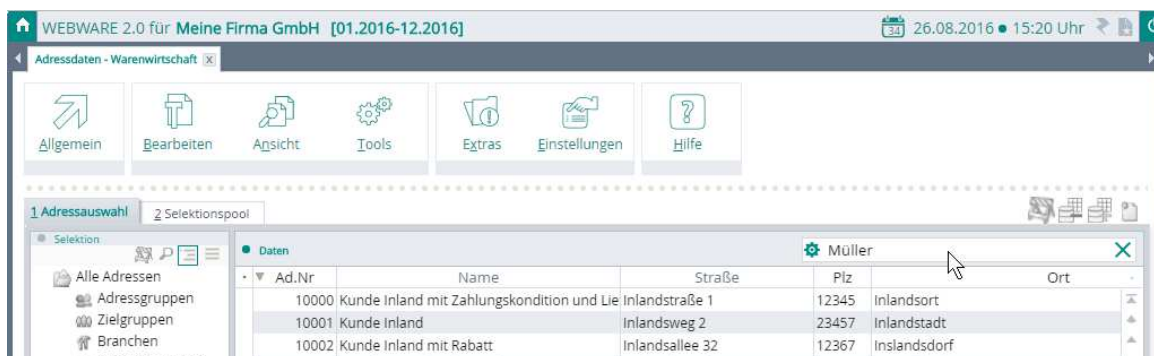 WEBWARE 2.0 für Meine Firma GmbH [01.2016-12.2016] 34 26.08.2016 ● 15:20 Uhr
Adressdaten - Warenwirtschaft x
Allgemein Bearbeiten Ansicht Tools Extras Einstellungen Hilfe
1 Adressauswahl 2 Selektionspool
Selektion
Daten Müller
Alle Adressen
Adressgruppen
Zielgruppen
Branchen
Ad.Nr Name Straße Plz Ort
10000 Kunde Inland mit Zahlungskondition und Lie Inlandstraße 1 12345 Inlandsort
10001 Kunde Inland Inlandsweg 2 23457 Inlandstadt
10002 Kunde Inland mit Rabatt Inlandsallee 32 12367 Inslandsdorf